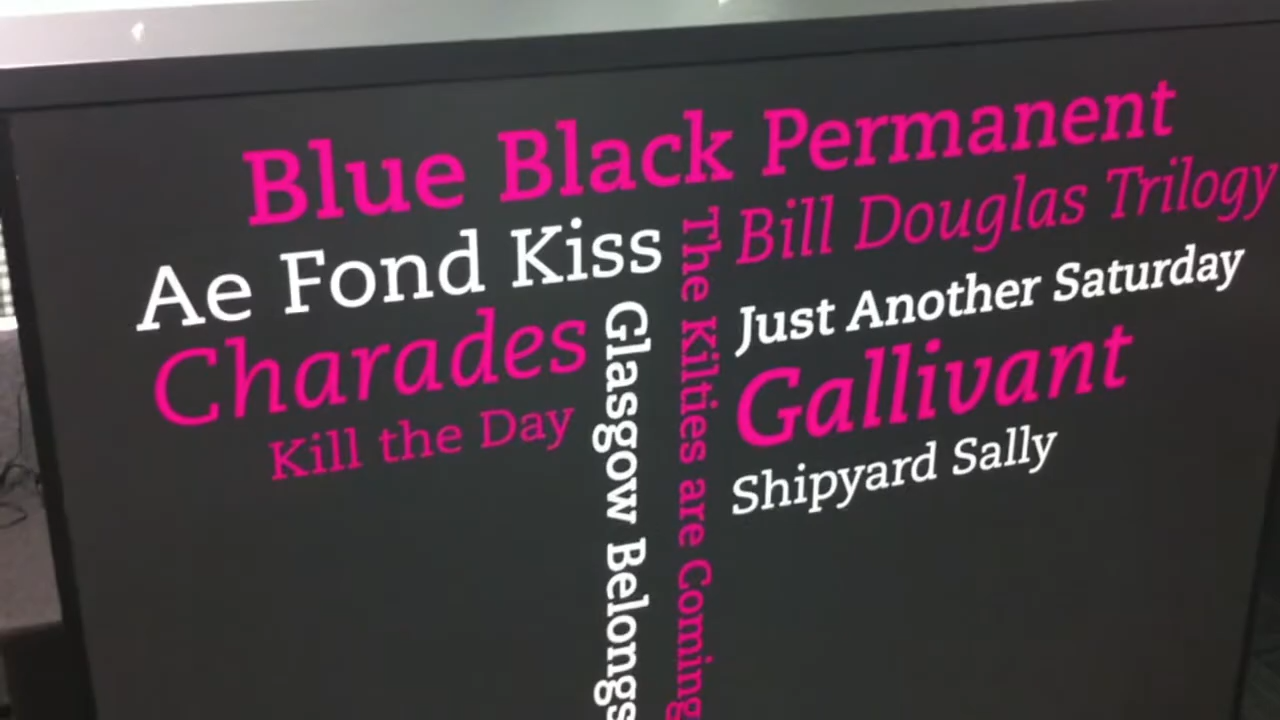 Blue Black Permanent
Ae Fond Kiss
Charades
Kill the Day
Glasgow Belongs
The Kilties are Coming
Bill Douglas Trilogy
Just Another Saturday
Gallivant
Shipyard Sally